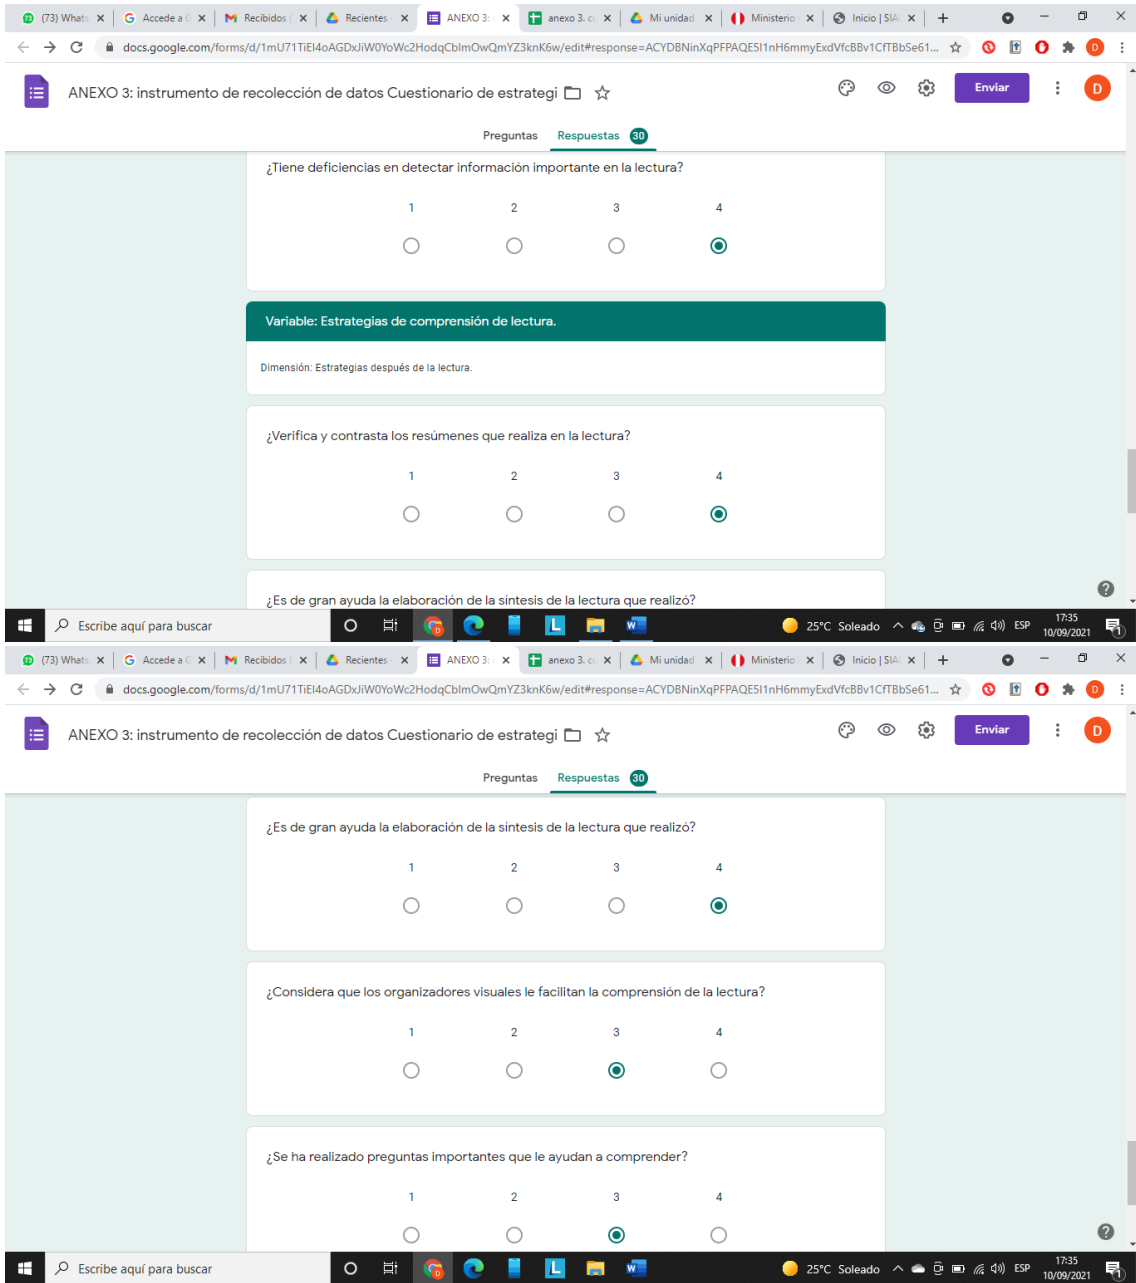 (73) Whats
Accede a G
Recibidos (
Recientes -
ANEXO 3:
anexo 3. cu
Mi unidad
Ministerio
Inicio | SIA
docs.google.com/forms/d/1mU71TiEl4oAGDxJiW0YoWc2HodqCbImOwQmYZ3knK6w/edit#response=ACYDBNinXqPFPAQE5I1nH6mmyExdVfcBBv1CfTBbSe61...
D
ANEXO 3: instrumento de recolección de datos Cuestionario de estrategi
Enviar
D
Preguntas Respuestas 30
¿Tiene deficiencias en detectar información importante en la lectura?
1 2 3 4
Variable: Estrategias de comprensión de lectura.
Dimensión: Estrategias después de la lectura.
¿Verifica y contrasta los resúmenes que realiza en la lectura?
1 2 3 4
¿Es de gran ayuda la elaboración de la síntesis de la lectura que realizó?
Escribe aquí para buscar
25°C Soleado
ESP
17:35
10/09/2021
(73) Whats
Accede a G
Recibidos (
Recientes -
ANEXO 3:
anexo 3. cu
Mi unidad
Ministerio
Inicio | SIA
docs.google.com/forms/d/1mU71TiEl4oAGDxJiW0YoWc2HodqCbImOwQmYZ3knK6w/edit#response=ACYDBNinXqPFPAQE5I1nH6mmyExdVfcBBv1CfTBbSe61...
D
ANEXO 3: instrumento de recolección de datos Cuestionario de estrategi
Enviar
D
Preguntas Respuestas 30
¿Es de gran ayuda la elaboración de la síntesis de la lectura que realizó?
1 2 3 4
¿Considera que los organizadores visuales le facilitan la comprensión de la lectura?
1 2 3 4
¿Se ha realizado preguntas importantes que le ayudan a comprender?
1 2 3 4
Escribe aquí para buscar
25°C Soleado
ESP
17:35
10/09/2021